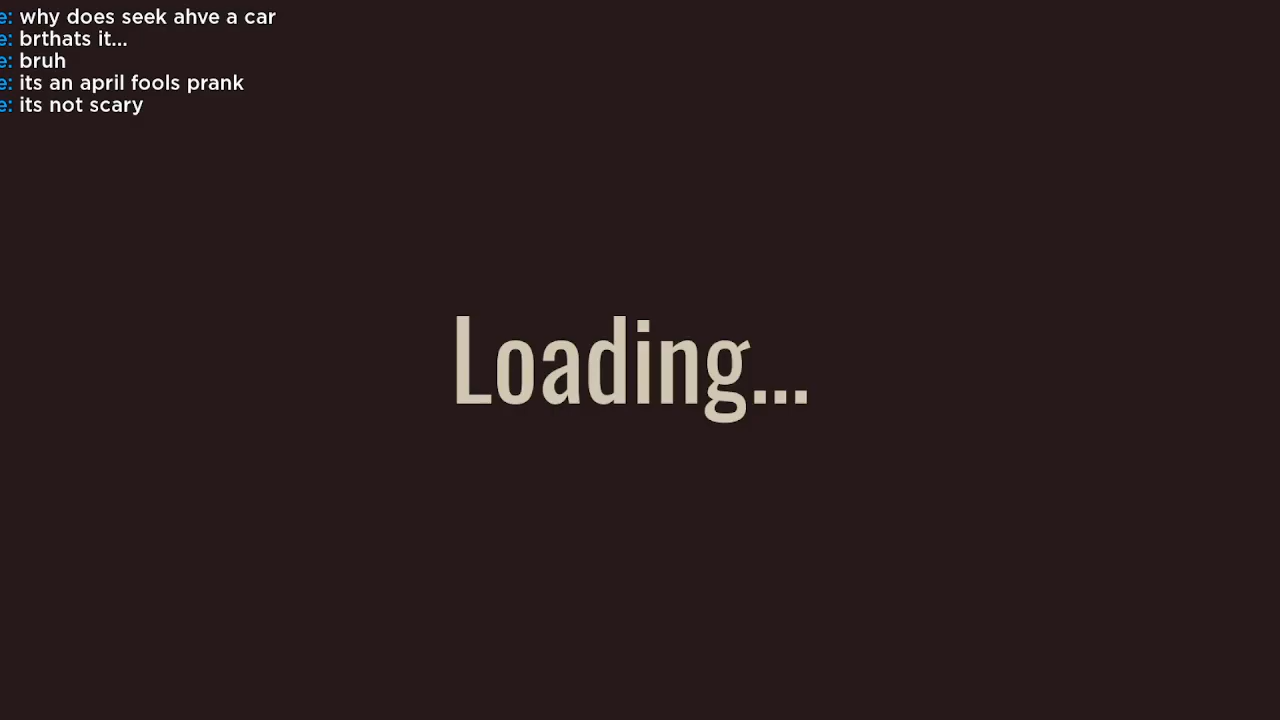 e: why does seek ahve a car
e: brthats it...
e: bruh
e: its an april fools prank
e: its not scary
Loading...